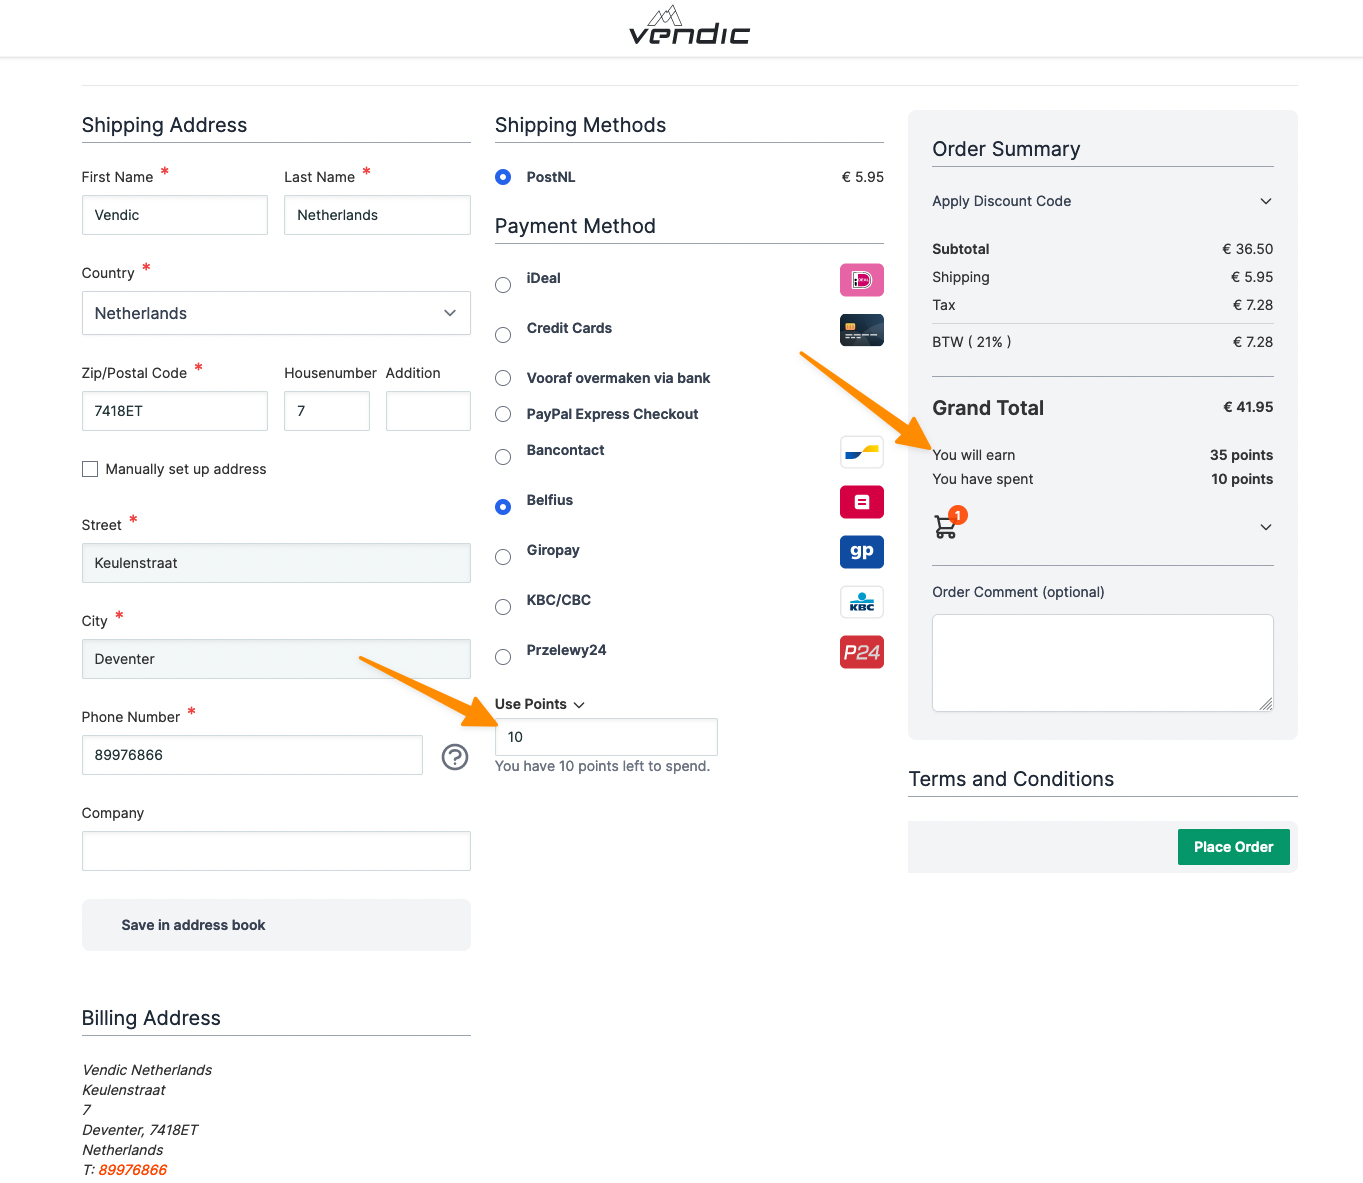 vendic
Shipping Address
First Name *
Last Name *
Vendic
Netherlands
Country *
Netherlands
Zip/Postal Code *
Housenumber
Addition
7418ET
7
Manually set up address
Street *
Keulenstraat
City *
Deventer
Phone Number *
89976866
?
Company
Save in address book
Billing Address
Vendic Netherlands
Keulenstraat
7
Deventer, 7418ET
Netherlands
T: 89976866
Shipping Methods
PostNL € 5.95
Payment Method
iDeal
Credit Cards
Vooraf overmaken via bank
PayPal Express Checkout
Bancontact
Belfius
Giropay
gp
KBC/CBC
KBC
Przelewy24
P24
Use Points
10
You have 10 points left to spend.
Order Summary
Apply Discount Code
Subtotal € 36.50
Shipping € 5.95
Tax € 7.28
BTW ( 21% ) € 7.28
Grand Total € 41.95
You will earn 35 points
You have spent 10 points
1
Order Comment (optional)
Terms and Conditions
Place Order